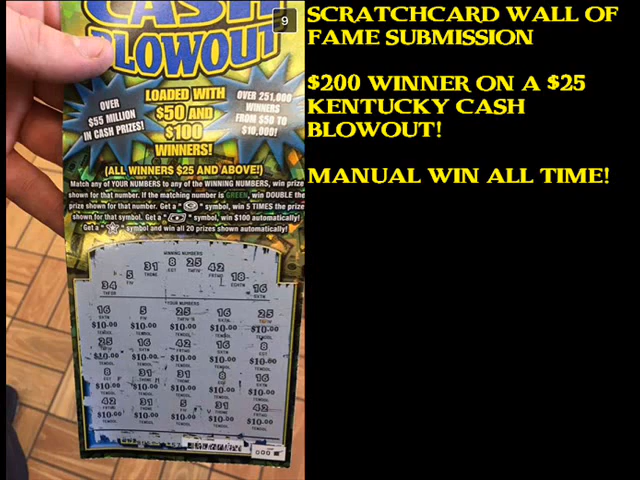 CASH
9
BLOWOUT
SCRATCHCARD WALL OF
FAME SUBMISSION
$200 WINNER ON A $25
KENTUCKY CASH
BLOWOUT!
MANUAL WIN ALL TIME!
OVER
$55 MILLION
IN CASH PRIZES!
LOADED WITH
$50 AND
$100
WINNERS!
OVER 251,000
WINNERS
FROM $50 TO
$10,000!
(ALL WINNERS $25 AND ABOVE!)
Match any of YOUR NUMBERS to any of the WINNING NUMBERS, win prize
shown for that number. If the matching number is GREEN, win DOUBLE the
prize shown for that number. Get a " " symbol, win 5 TIMES the prize
shown for that symbol. Get a " " symbol, win $100 automatically!
Get a " " symbol and win all 20 prizes shown automatically!
WINNING NUMBERS
34 5 31 8 25 42 18 16
YOUR NUMBERS
16 5 25 16 25
$10.00 $10.00 $10.00 $10.00 $10.00
25 16 42 16 8
$10.00 $10.00 $10.00 $10.00 $10.00
8 31 31 8 16
$10.00 $10.00 $10.00 $10.00 $10.00
42 31 5 31 42
$10.00 $10.00 $10.00 $10.00 $10.00